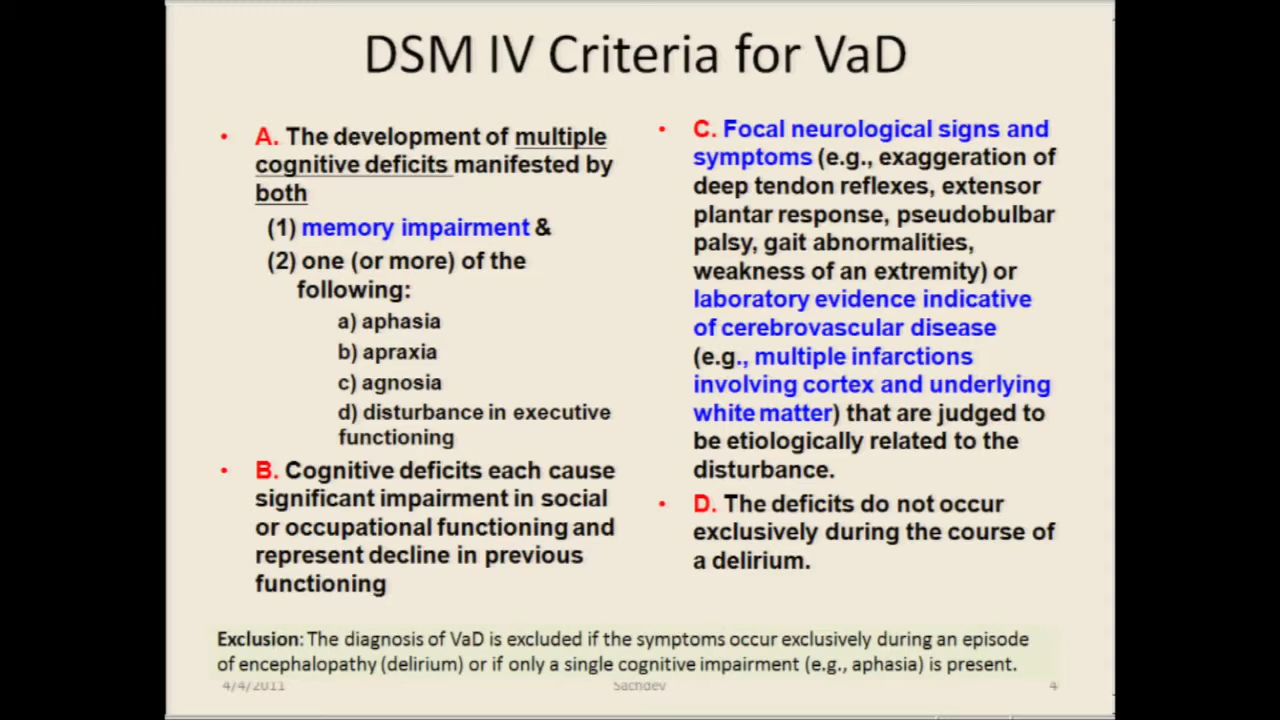 DSM IV Criteria for VaD
• A. The development of multiple
cognitive deficits manifested by
both
(1) memory impairment &
(2) one (or more) of the
following:
a) aphasia
b) apraxia
c) agnosia
d) disturbance in executive
functioning
• B. Cognitive deficits each cause
significant impairment in social
or occupational functioning and
represent decline in previous
functioning
• C. Focal neurological signs and
symptoms (e.g., exaggeration of
deep tendon reflexes, extensor
plantar response, pseudobulbar
palsy, gait abnormalities,
weakness of an extremity) or
laboratory evidence indicative
of cerebrovascular disease
(e.g., multiple infarctions
involving cortex and underlying
white matter) that are judged to
be etiologically related to the
disturbance.
• D. The deficits do not occur
exclusively during the course of
a delirium.
Exclusion: The diagnosis of VaD is excluded if the symptoms occur exclusively during an episode
of encephalopathy (delirium) or if only a single cognitive impairment (e.g., aphasia) is present.
4/4/2011 Sachdev 4